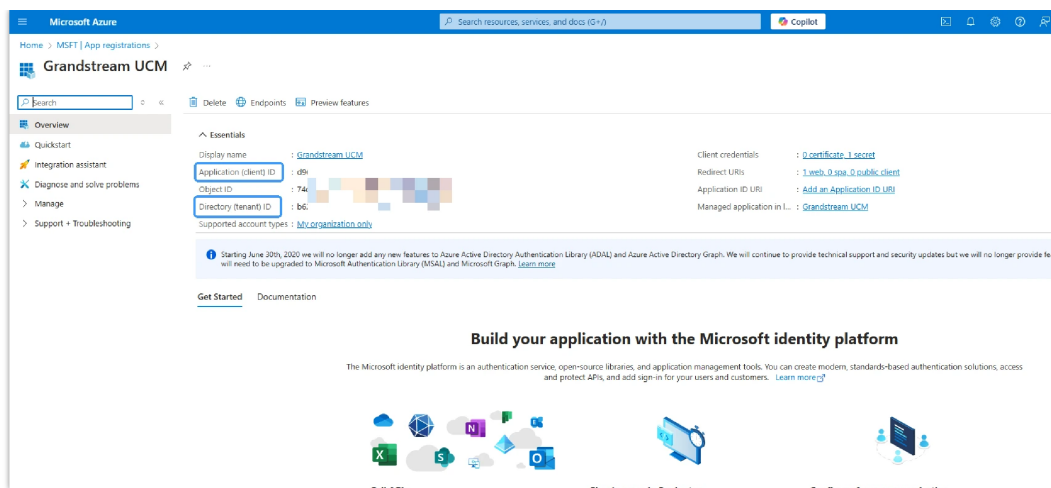 Microsoft Azure
Search resources, services, and docs (G+/)
Copilot
Home > MSFT | App registrations >
Grandstream UCM
Search
Delete
Endpoints
Preview features
Overview
Quickstart
Integration assistant
Diagnose and solve problems
Manage
Support + Troubleshooting
Essentials
Display name : Grandstream UCM
Application (client) ID
Object ID
Directory (tenant) ID
Supported account types : My organization only
Client credentials : 0 certificate, 1 secret
Redirect URIs : 1 web, 0 spa, 0 public client
Application ID URI : Add an Application ID URI
Managed application in l... : Grandstream UCM
Starting June 30th, 2020 we will no longer add any new features to Azure Active Directory Authentication Library (ADAL) and Azure Active Directory Graph. We will continue to provide technical support and security updates but we will no longer provide fe
will need to be upgraded to Microsoft Authentication Library (MSAL) and Microsoft Graph. Learn more
Get Started
Documentation
Build your application with the Microsoft identity platform
The Microsoft identity platform is an authentication service, open-source libraries, and application management tools. You can create modern, standards-based authentication solutions, access
and protect APIs, and add sign-in for your users and customers. Learn more